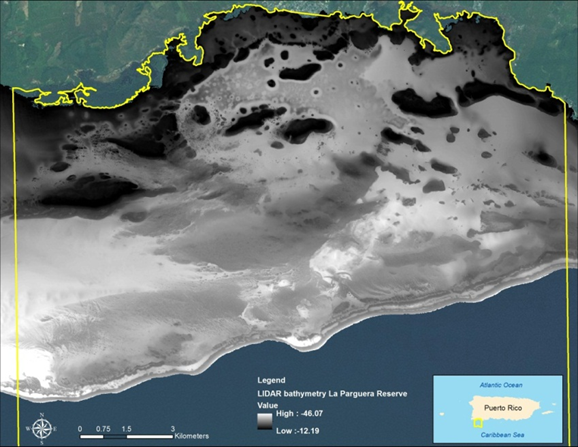 Legend
LIDAR bathymetry La Parguera Reserve
Value
High : -46.07
Low : -12.19
N
W E
S
0 0.75 1.5 3
Kilometers
Atlantic Ocean
Puerto Rico
Caribbean Sea